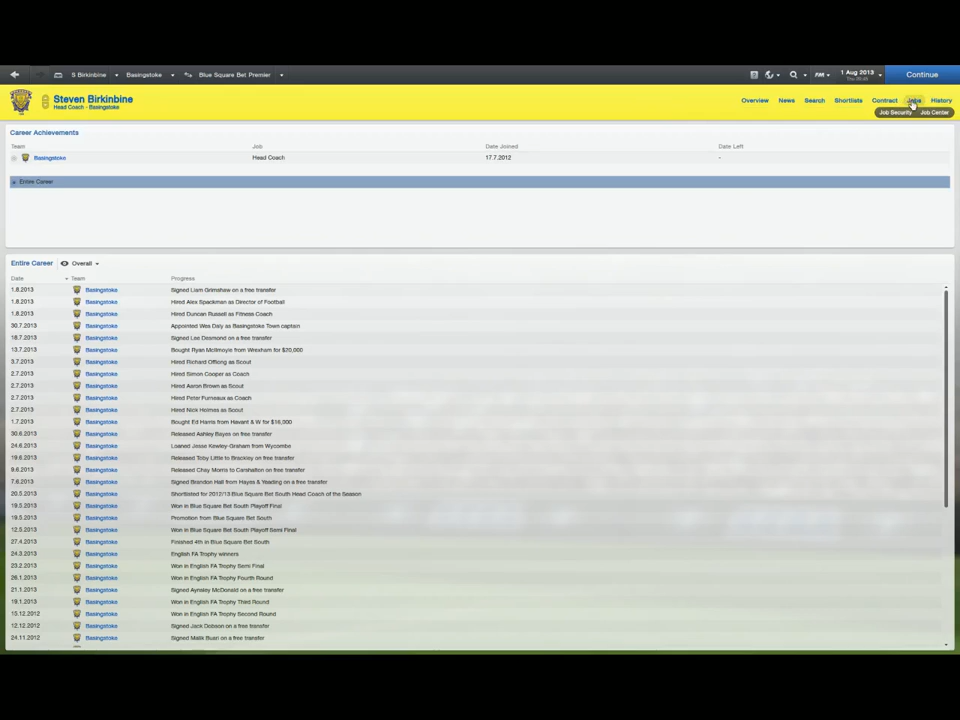 S Birkinbine Basingstoke Blue Square Bet Premier FM 1 Aug 2013 Continue
Steven Birkinbine
Head Coach - Basingstoke
Overview News Search Shortlists Contract Jobs History
Job Security Job Center
Career Achievements
Team Job Date Joined Date Left
Basingstoke Head Coach 17.7.2012 -
Entire Career
Entire Career Overall
Date Team Progress
1.8.2013 Basingstoke Signed Liam Grimshaw on a free transfer
1.8.2013 Basingstoke Hired Alex Spackman as Director of Football
1.8.2013 Basingstoke Hired Duncan Russell as Fitness Coach
30.7.2013 Basingstoke Appointed Wes Daly as Basingstoke Town captain
18.7.2013 Basingstoke Signed Lee Desmond on a free transfer
13.7.2013 Basingstoke Bought Ryan McIlmoyle from Wrexham for $20,000
3.7.2013 Basingstoke Hired Richard Offiong as Scout
2.7.2013 Basingstoke Hired Simon Cooper as Coach
2.7.2013 Basingstoke Hired Aaron Brown as Scout
2.7.2013 Basingstoke Hired Peter Furneaux as Coach
2.7.2013 Basingstoke Hired Nick Holmes as Scout
1.7.2013 Basingstoke Bought Ed Harris from Havant & W for $16,000
30.6.2013 Basingstoke Released Ashley Bayes on free transfer
24.6.2013 Basingstoke Loaned Jesse Kewley-Graham from Wycombe
19.6.2013 Basingstoke Released Toby Little to Brackley on free transfer
8.6.2013 Basingstoke Released Chay Morris to Carshalton on free transfer
7.6.2013 Basingstoke Signed Brandon Hall from Hayes & Yeading on a free transfer
20.5.2013 Basingstoke Shortlisted for 2012/13 Blue Square Bet South Head Coach of the Season
19.5.2013 Basingstoke Won in Blue Square Bet South Playoff Final
19.5.2013 Basingstoke Promotion from Blue Square Bet South
12.5.2013 Basingstoke Won in Blue Square Bet South Playoff Semi Final
27.4.2013 Basingstoke Finished 4th in Blue Square Bet South
24.3.2013 Basingstoke English FA Trophy winners
23.2.2013 Basingstoke Won in English FA Trophy Semi Final
26.1.2013 Basingstoke Won in English FA Trophy Fourth Round
21.1.2013 Basingstoke Signed Aynsley McDonald on a free transfer
19.1.2013 Basingstoke Won in English FA Trophy Third Round
15.12.2012 Basingstoke Won in English FA Trophy Second Round
12.12.2012 Basingstoke Signed Jack Dobson on a free transfer
24.11.2012 Basingstoke Signed Malik Buari on a free transfer